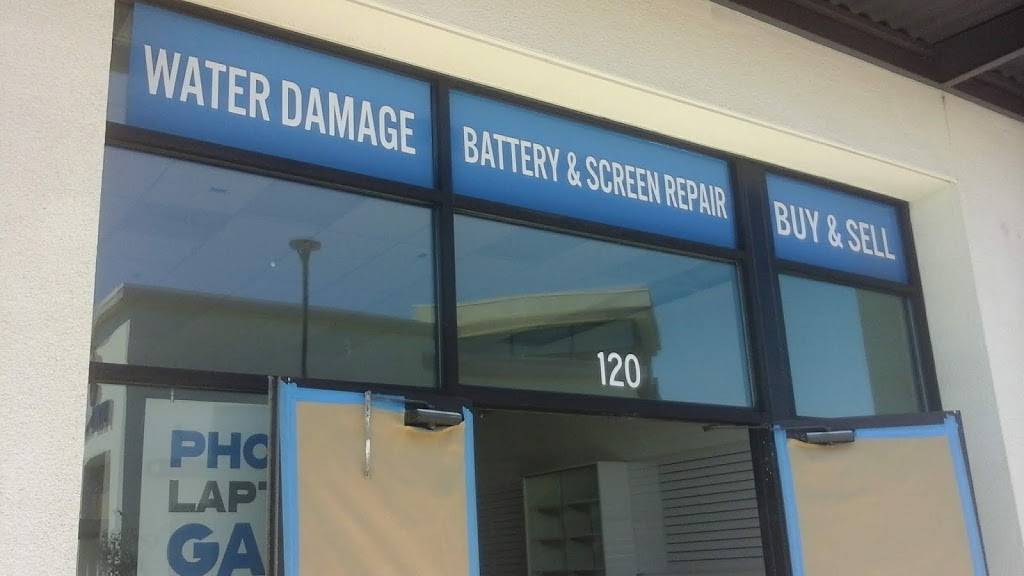 WATER DAMAGE
BATTERY & SCREEN REPAIR
BUY & SELL
120